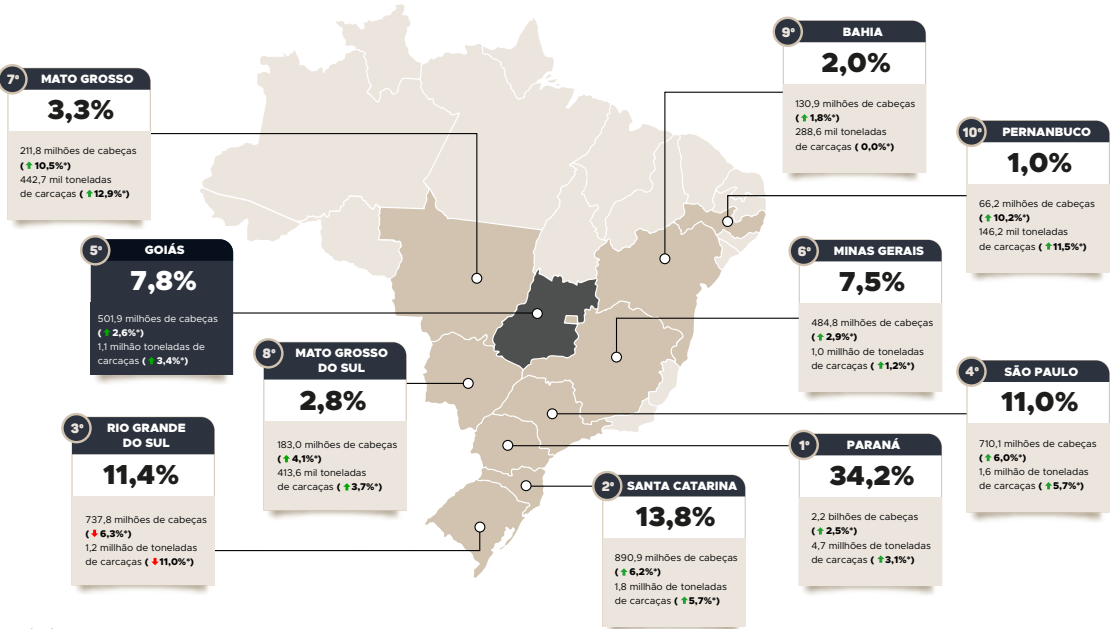 9º BAHIA
2,0%
130,9 milhões de cabeças
(⬆1,8%*)
288,6 mil toneladas
de carcaças ( 0,0%*)
7º MATO GROSSO
3,3%
211,8 milhões de cabeças
(⬆10,5%*)
442,7 mil toneladas
de carcaças (⬆12,9%*)
10º PERNANBUCO
1,0%
66,2 milhões de cabeças
(⬆10,2%*)
146,2 mil toneladas
de carcaças (⬆11,5%*)
5º GOIÁS
7,8%
501,9 milhões de cabeças
(⬆2,6%*)
1,1 milhão toneladas de
carcaças (⬆3,4%*)
6º MINAS GERAIS
7,5%
484,8 milhões de cabeças
(⬆2,9%*)
1,0 millhão de toneladas
de carcaças (⬆1,2%*)
8º MATO GROSSO
DO SUL
2,8%
183,0 milhões de cabeças
(⬆4,1%*)
413,6 mil toneladas
de carcaças (⬆3,7%*)
4º SÃO PAULO
11,0%
710,1 milhões de cabeças
(⬆6,0%*)
1,6 milhão de toneladas
de carcaças (⬆5,7%*)
3º RIO GRANDE
DO SUL
11,4%
737,8 milhões de cabeças
(⬇6,3%*)
1,2 millhão de toneladas
de carcaças (⬇11,0%*)
1º PARANÁ
34,2%
2,2 bilhões de cabeças
(⬆2,5%*)
4,7 millhões de toneladas
de carcaças (⬆3,1%*)
2º SANTA CATARINA
13,8%
890,9 milhões de cabeças
(⬆6,2%*)
1,8 millhão de toneladas
de carcaças (⬆5,7%*)